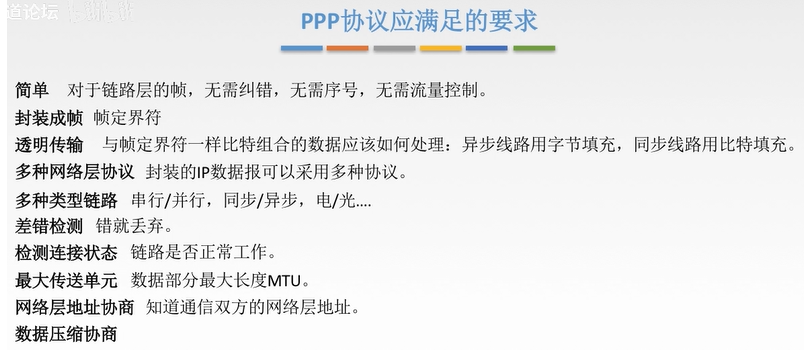 道论坛
PPP协议应满足的要求
简单 对于链路层的帧，无需纠错，无需序号，无需流量控制。
封装成帧 帧定界符
透明传输 与帧定界符一样比特组合的数据应该如何处理：异步线路用字节填充，同步线路用比特填充。
多种网络层协议 封装的IP数据报可以采用多种协议。
多种类型链路 串行/并行，同步/异步，电/光....
差错检测 错就丢弃。
检测连接状态 链路是否正常工作。
最大传送单元 数据部分最大长度MTU。
网络层地址协商 知道通信双方的网络层地址。
数据压缩协商